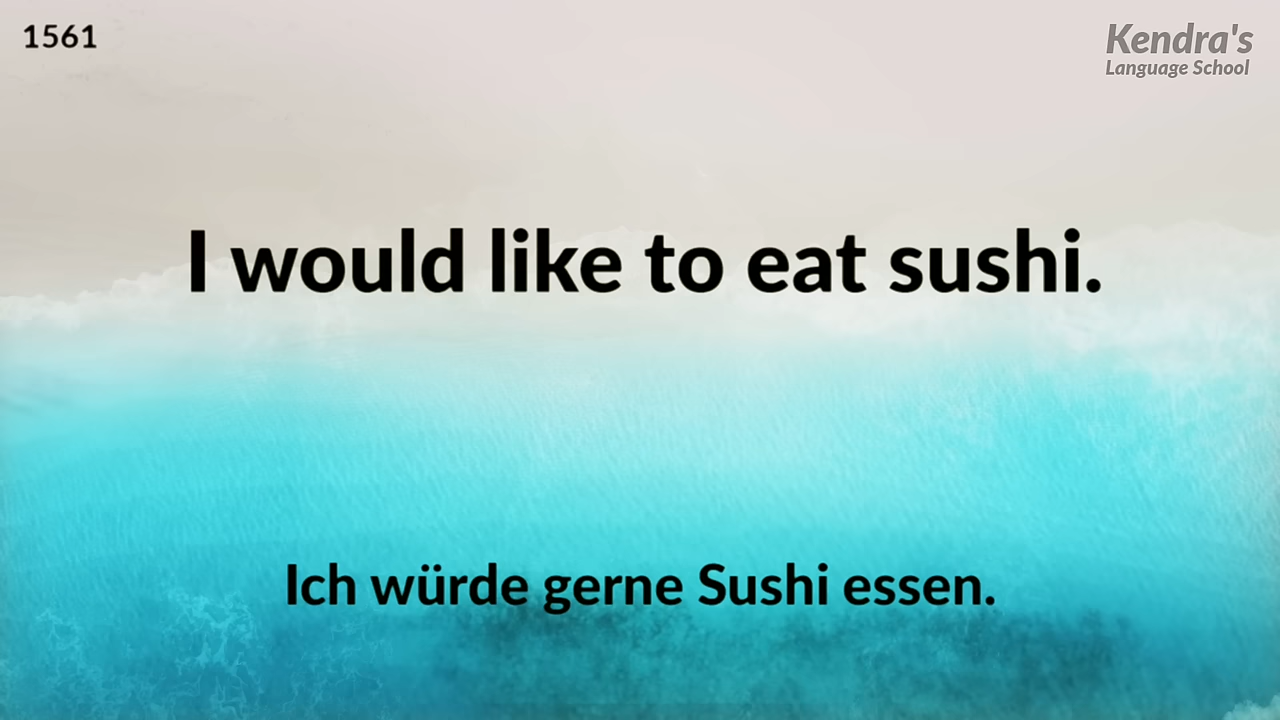 1561
Kendra's
Language School
I would like to eat sushi.
Ich würde gerne Sushi essen.